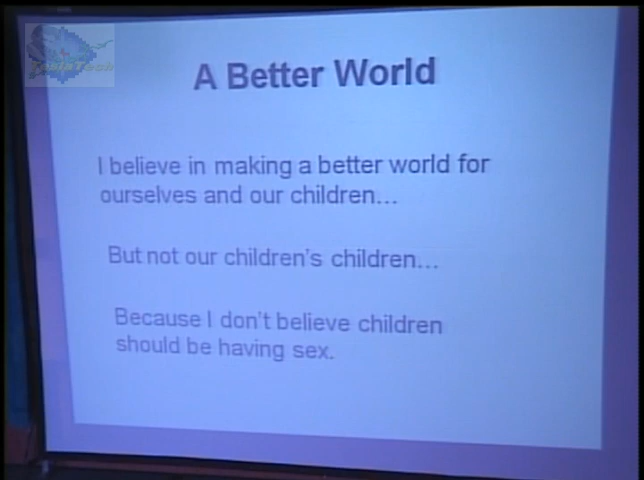 TeslaTech
A Better World
I believe in making a better world for
ourselves and our children...
But not our children's children...
Because I don't believe children
should be having sex.